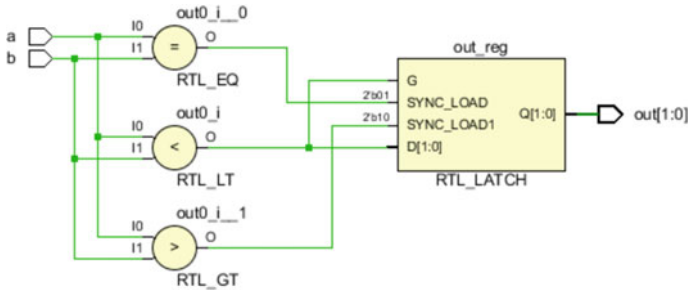 out0_i__0
a
b
I0
I1
=
O
RTL_EQ
out0_i
I0
I1
<
O
RTL_LT
out0_i__1
I0
I1
>
O
RTL_GT
out_reg
G
2'b01 SYNC_LOAD
2'b10 SYNC_LOAD1
D[1:0]
Q[1:0]
RTL_LATCH
out[1:0]